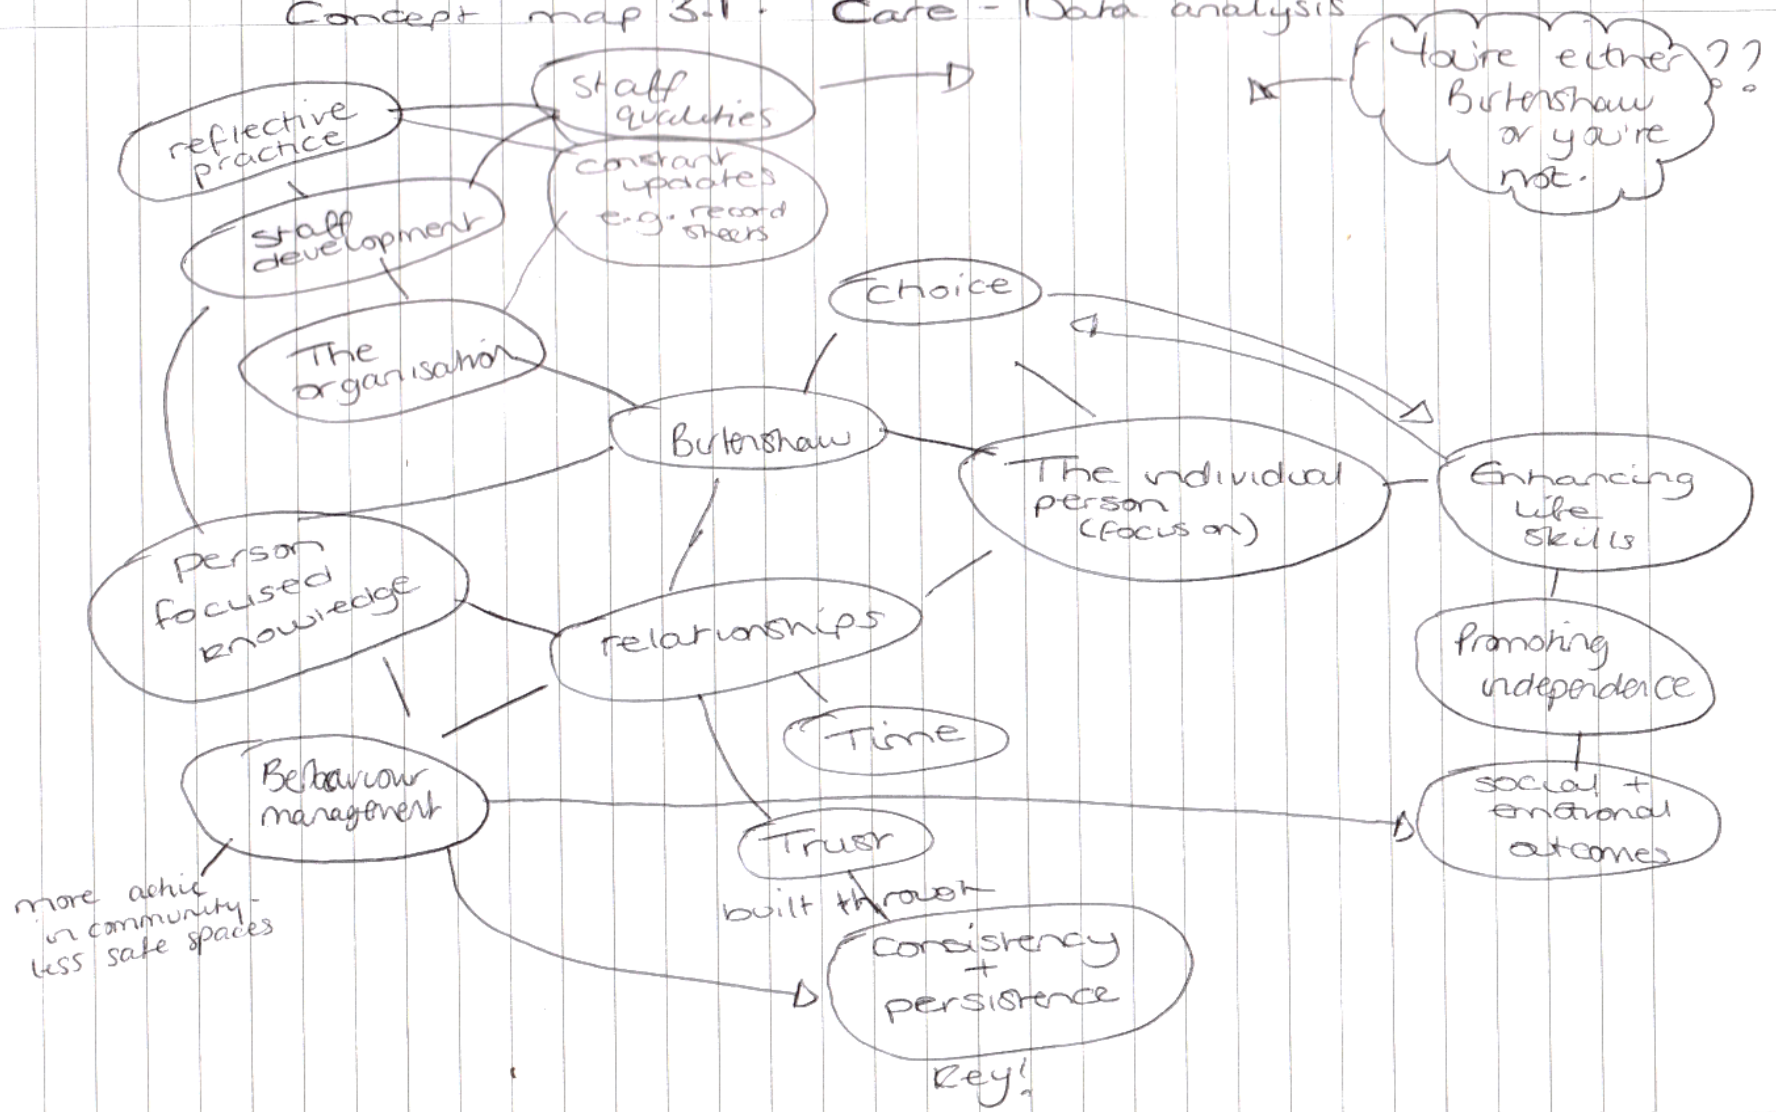 Concept map 3.1. Care - Data analysis
You're either
Birtenshaw
or you're
not.
??
staff
qualities
reflective
practice
constant
updates
e.g. record
sheets
staff
development
choice
The
organisation
Birtenshaw
The individual
person
(focus on)
Enhancing
life
skills
person
focused
knowledge
relationships
Promoting
independence
Time
Behaviour
management
social +
emotional
outcomes
Trust
more
in community -
less safe spaces
built through
consistency
+
persistence
Key!